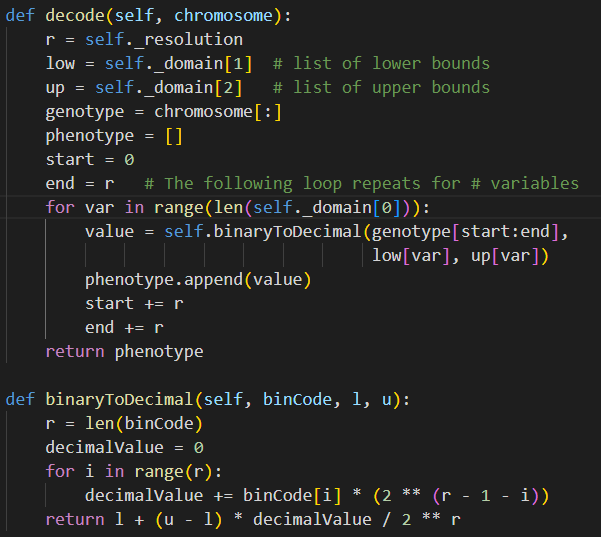 def decode(self, chromosome):
    r = self._resolution
    low = self._domain[1]  # list of lower bounds
    up = self._domain[2]   # list of upper bounds
    genotype = chromosome[:]
    phenotype = []
    start = 0
    end = r   # The following loop repeats for # variables
    for var in range(len(self._domain[0])):
        value = self.binaryToDecimal(genotype[start:end],
                                     low[var], up[var])
        phenotype.append(value)
        start += r
        end += r
    return phenotype

def binaryToDecimal(self, binCode, l, u):
    r = len(binCode)
    decimalValue = 0
    for i in range(r):
        decimalValue += binCode[i] * (2 ** (r - 1 - i))
    return l + (u - l) * decimalValue / 2 ** r